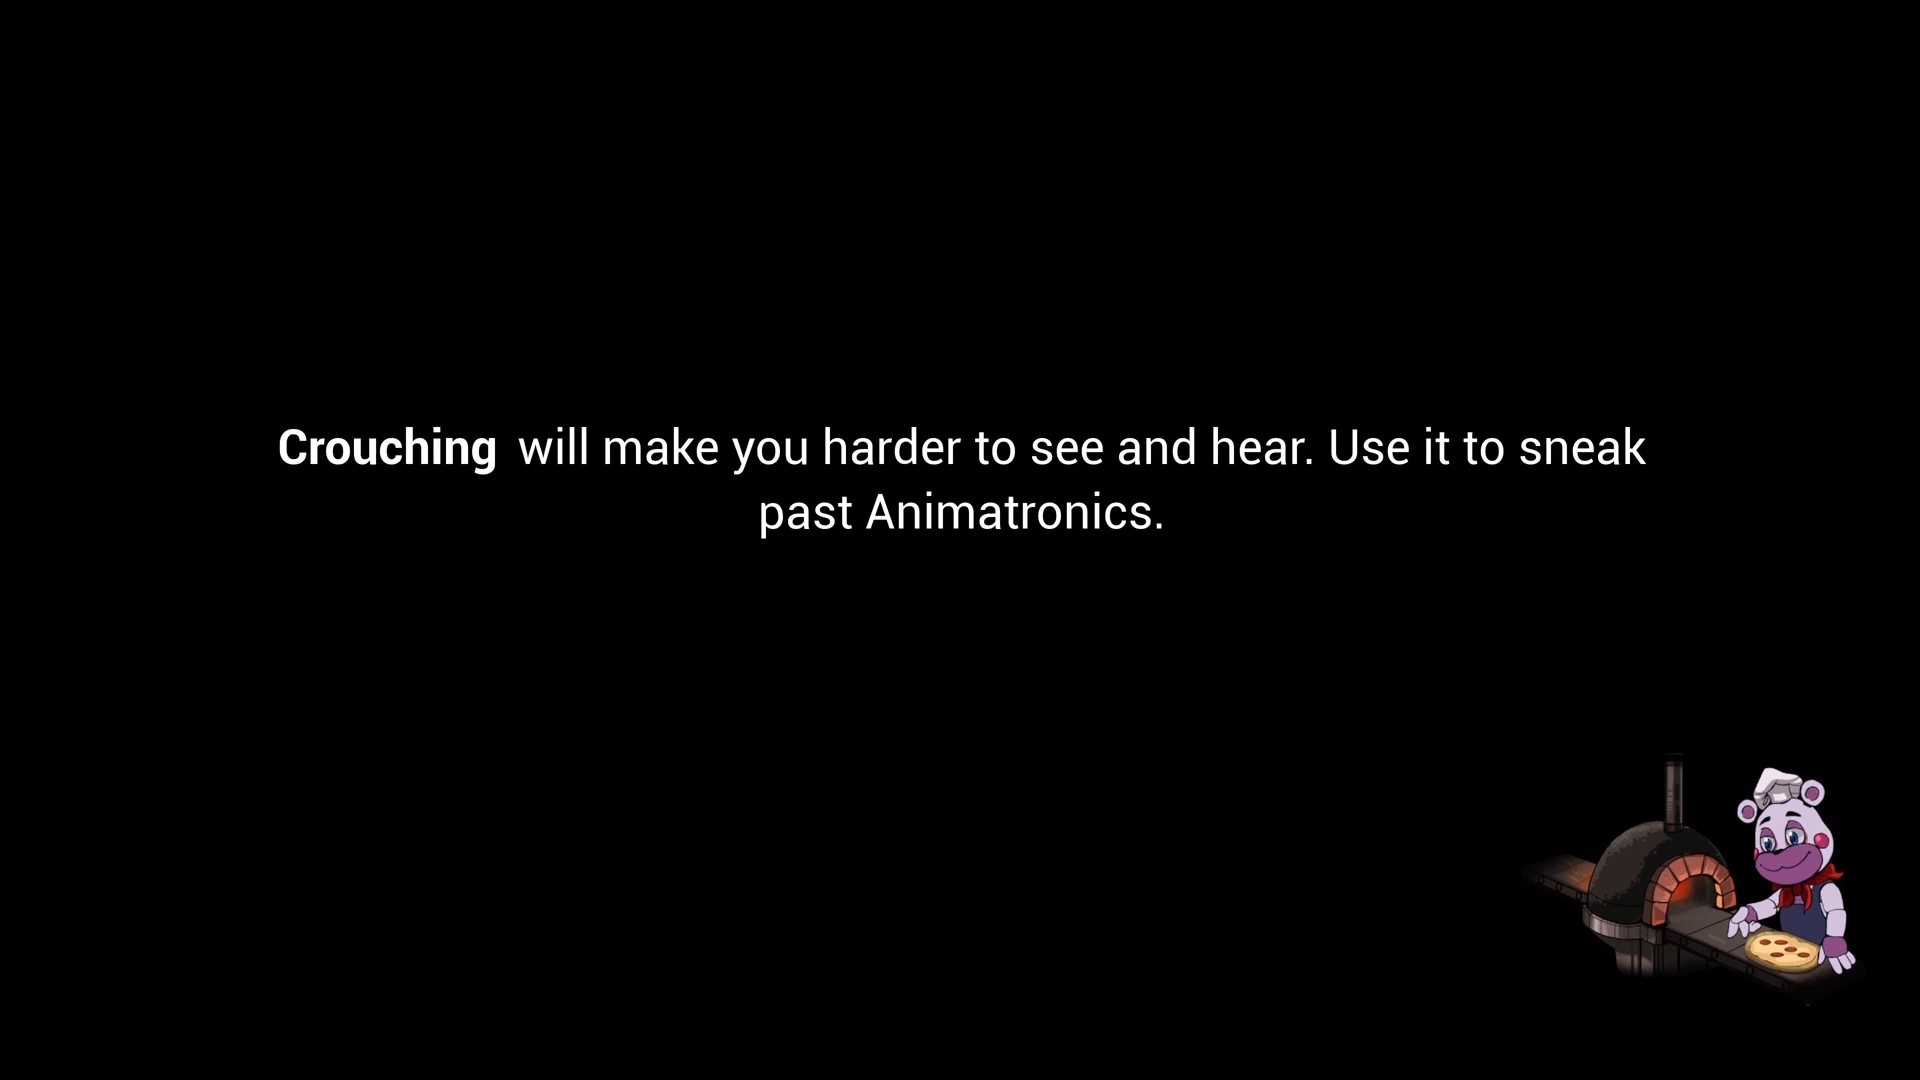 Crouching will make you harder to see and hear. Use it to sneak
past Animatronics.